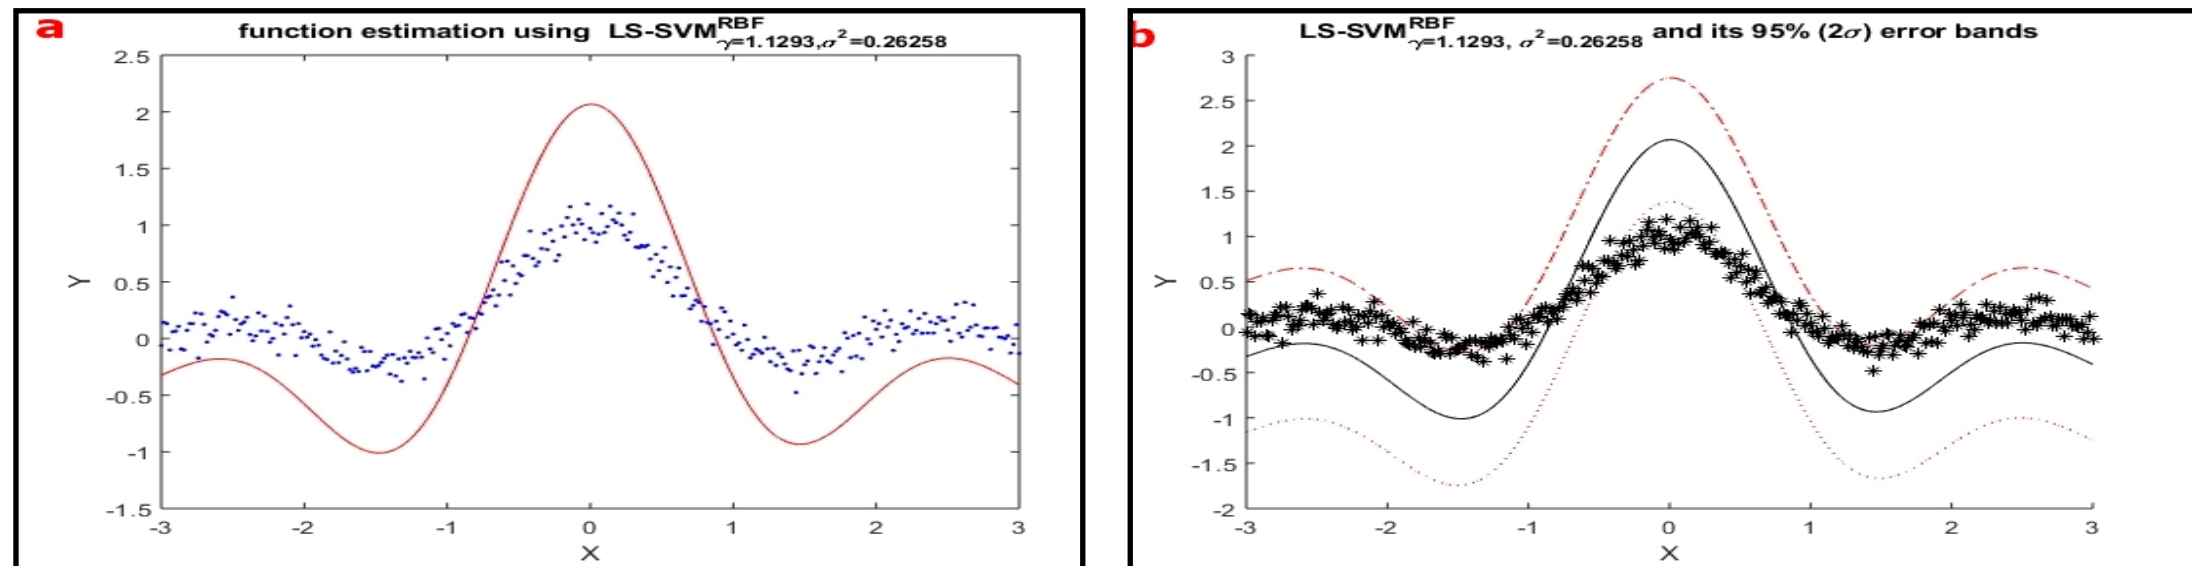 a
function estimation using LS-SVM^RBF_γ=1.1293,σ²=0.26258
2.5
2
1.5
1
0.5
0
-0.5
-1
-1.5
Y
-3 -2 -1 0 1 2 3
X
b
LS-SVM^RBF_γ=1.1293, σ²=0.26258 and its 95% (2σ) error bands
3
2.5
2
1.5
1
0.5
0
-0.5
-1
-1.5
-2
Y
-3 -2 -1 0 1 2 3
X